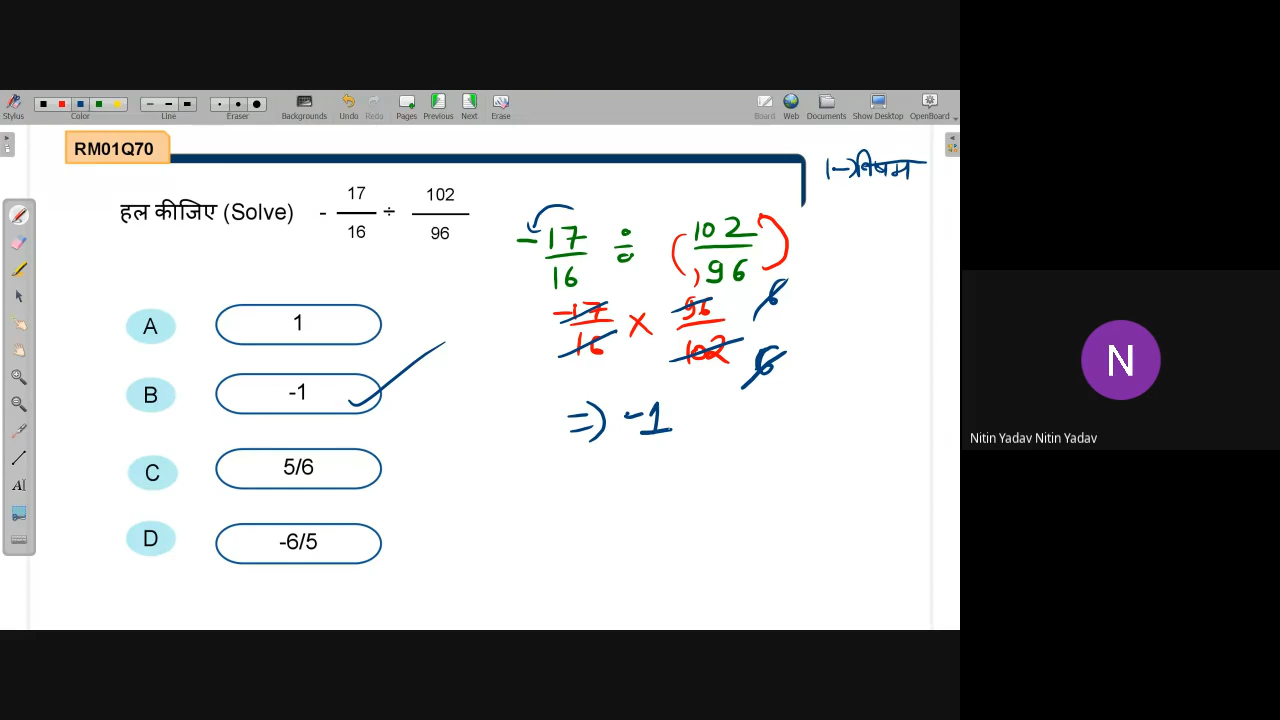 Stylus Color Line Eraser Backgrounds Undo Redo Pages Previous Next Erase Board Web Documents Show Desktop OpenBoard
RM01Q70
1→ विषम
हल कीजिए (Solve) - 17/16 ÷ 102/96
-17/16 ÷ (102/96)
-17/16 × 96/102 6 6
⇒ -1
A 1
B -1
C 5/6
D -6/5
N
Nitin Yadav Nitin Yadav